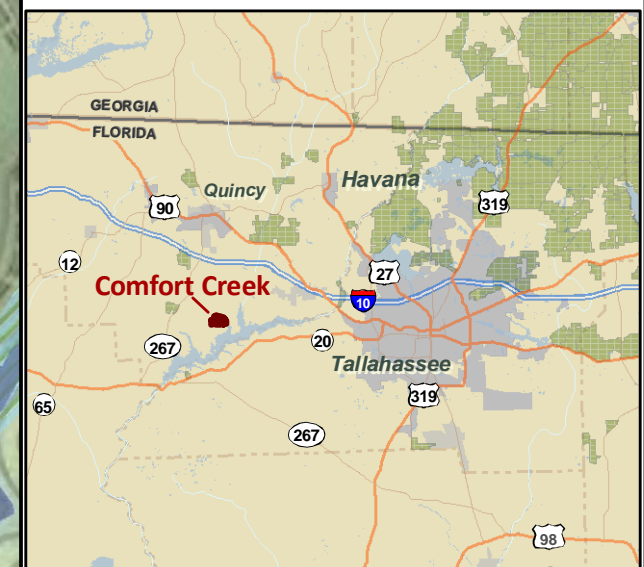 GEORGIA
FLORIDA
Quincy
Havana
90
319
12
27
Comfort Creek
10
267
20
Tallahassee
319
65
267
98